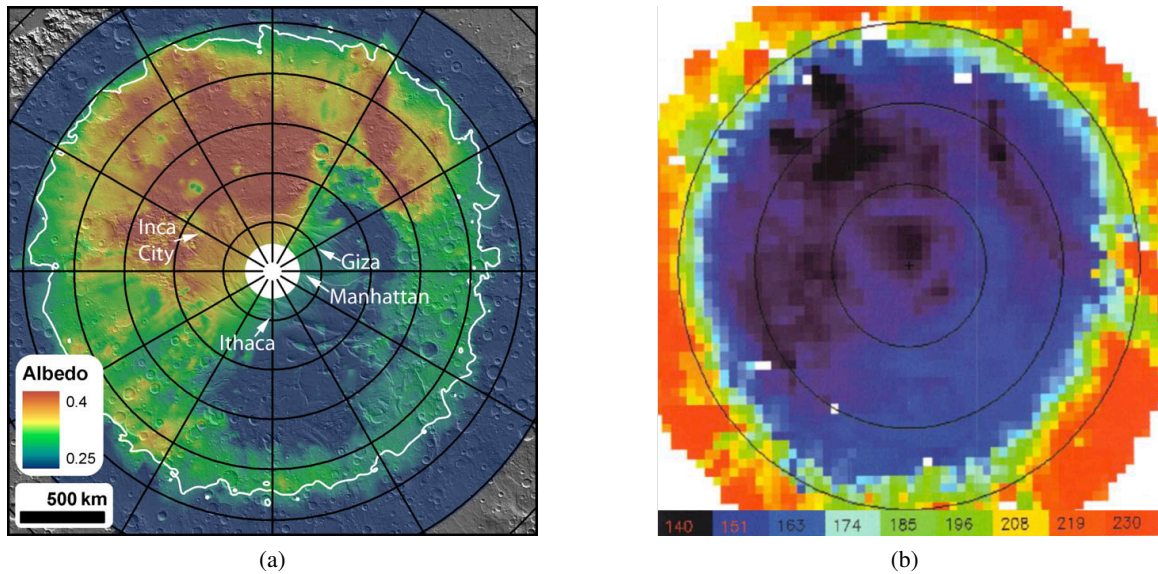 Inca
City
Giza
Manhattan
Ithaca
Albedo
0.4
0.25
500 km
140 151 163 174 185 196 208 219 230
(a) (b)